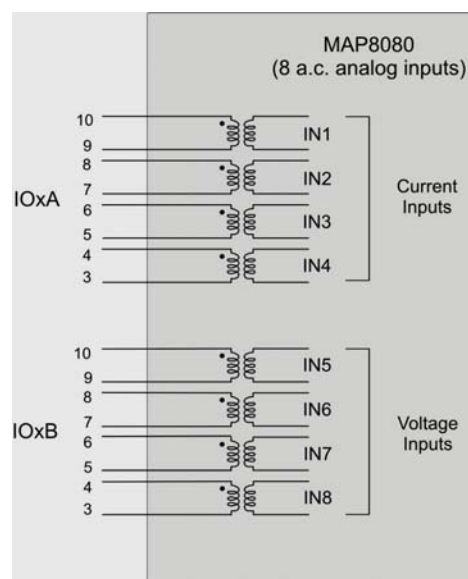 MAP8080
(8 a.c. analog inputs)
10
9
IN1
8
7
IN2
IOxA
6
5
IN3
4
3
IN4
Current
Inputs
10
9
IN5
8
7
IN6
IOxB
6
5
IN7
4
3
IN8
Voltage
Inputs